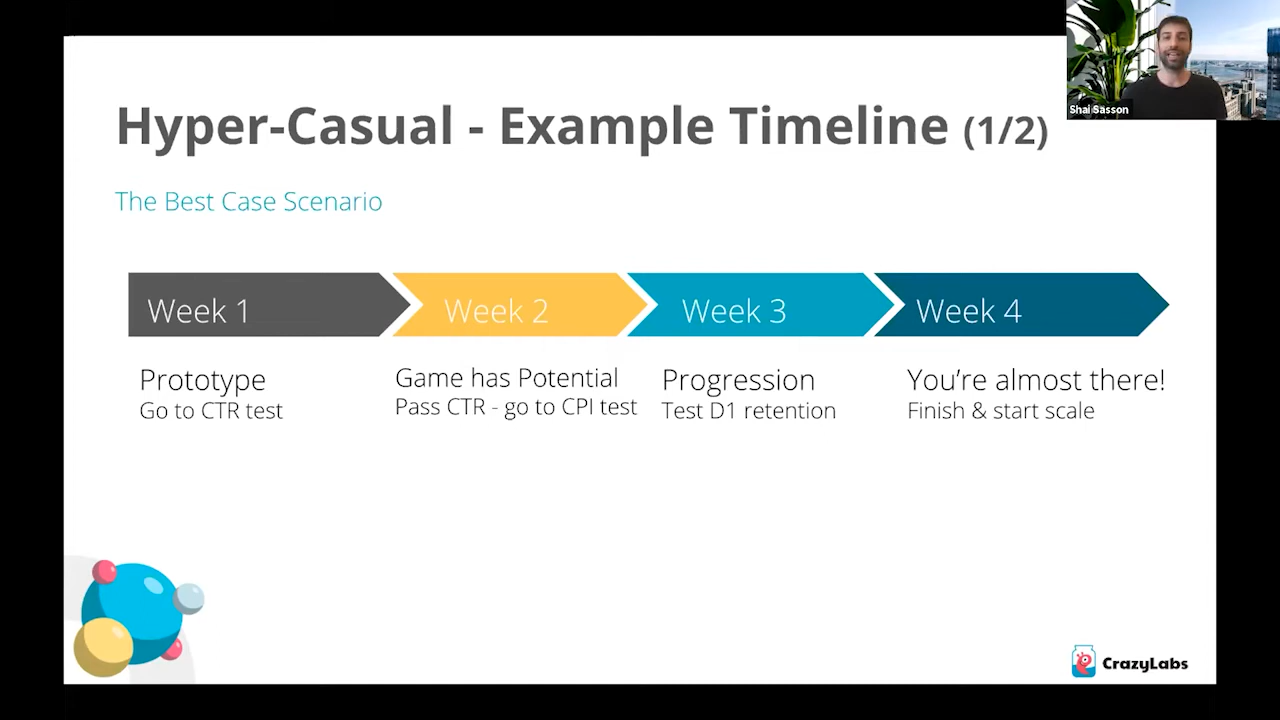 Shai Sasson
Hyper-Casual - Example Timeline (1/2)
The Best Case Scenario
Week 1
Week 2
Week 3
Week 4
Prototype
Go to CTR test
Game has Potential
Pass CTR - go to CPI test
Progression
Test D1 retention
You’re almost there!
Finish & start scale
CrazyLabs